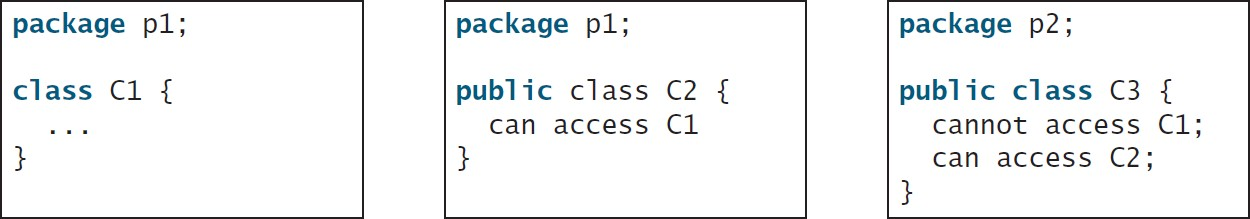 package p1;
class C1 {
...
}
package p1;
public class C2 {
can access C1
}
package p2;
public class C3 {
cannot access C1;
can access C2;
}